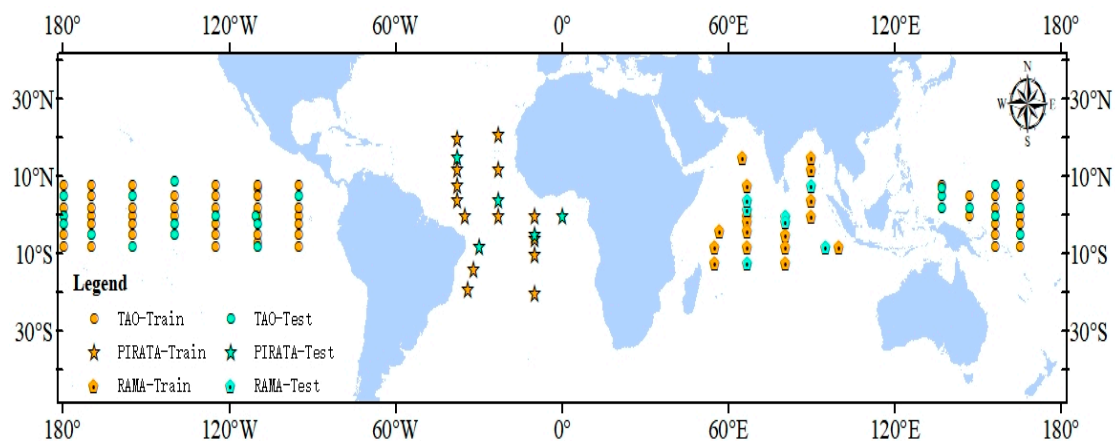 180° 120°W 60°W 0° 60°E 120°E 180°
N
W E
S
30°N 30°N
10°N 10°N
10°S 10°S
30°S 30°S
Legend
TAO-Train TAO-Test
PIRATA-Train PIRATA-Test
RAMA-Train RAMA-Test
180° 120°W 60°W 0° 60°E 120°E 180°